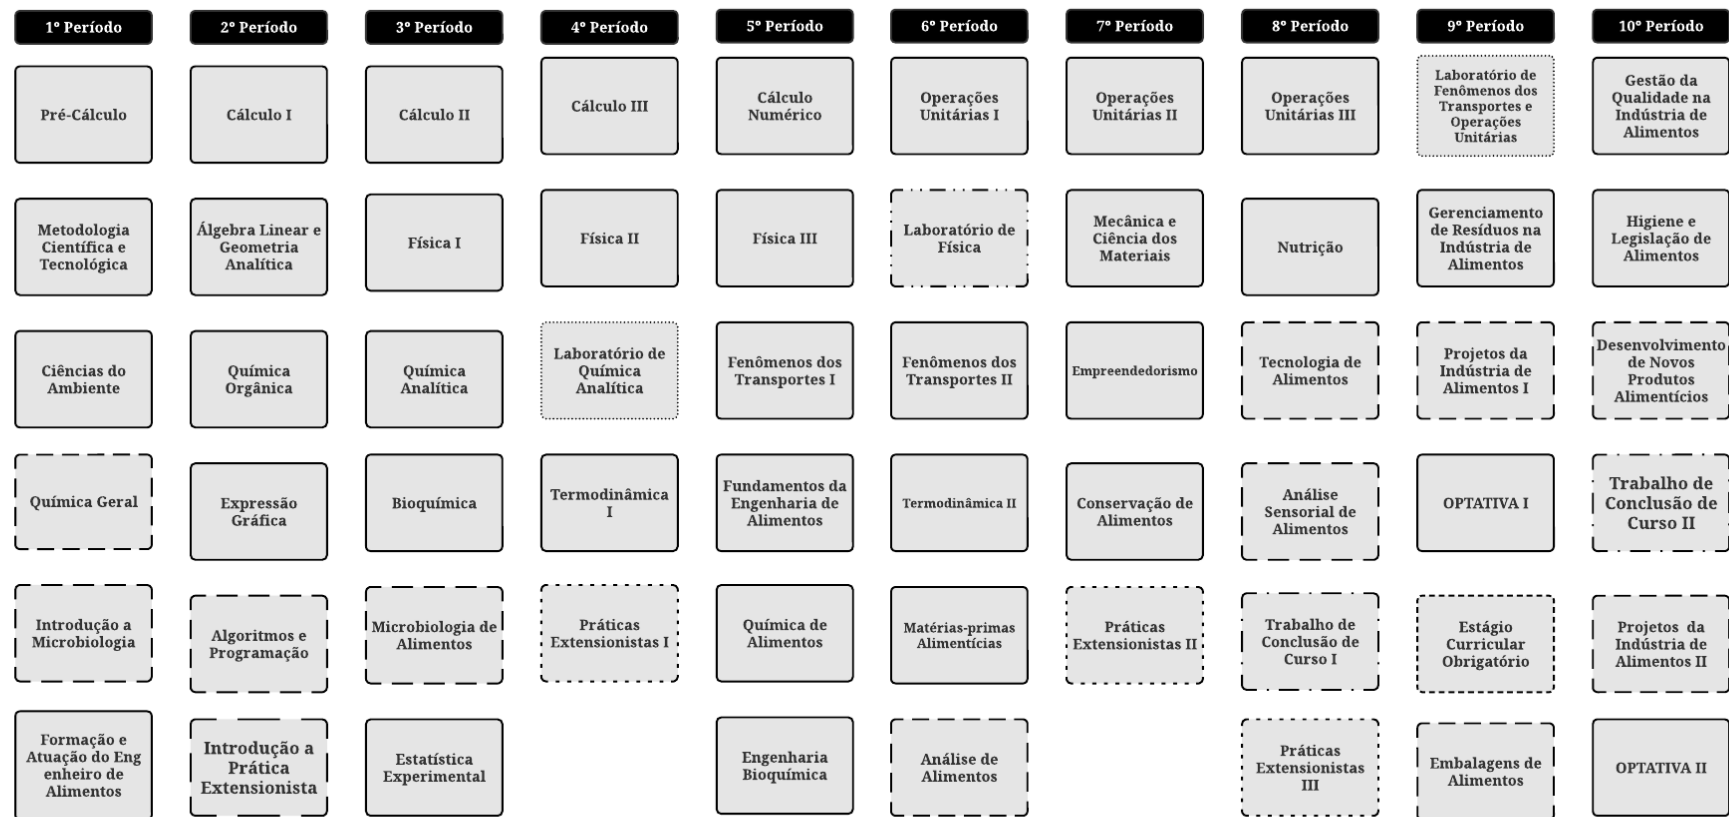 1º Período
2º Período
3º Período
4º Período
5º Período
6º Período
7º Período
8º Período
9º Período
10º Período
Pré-Cálculo
Cálculo I
Cálculo II
Cálculo III
Cálculo
Numérico
Operações
Unitárias I
Operações
Unitárias II
Operações
Unitárias III
Laboratório de
Fenômenos dos
Transportes e
Operações
Unitárias
Gestão da
Qualidade na
Indústria de
Alimentos
Metodologia
Científica e
Tecnológica
Álgebra Linear e
Geometria
Analítica
Física I
Física II
Física III
Laboratório de
Física
Mecânica e
Ciência dos
Materiais
Nutrição
Gerenciamento
de Resíduos na
Indústria de
Alimentos
Higiene e
Legislação de
Alimentos
Ciências do
Ambiente
Química
Orgânica
Química
Analítica
Laboratório de
Química
Analítica
Fenômenos dos
Transportes I
Fenômenos dos
Transportes II
Empreendedorismo
Tecnologia de
Alimentos
Projetos da
Indústria de
Alimentos I
Desenvolvimento
de Novos
Produtos
Alimentícios
Química Geral
Expressão
Gráfica
Bioquímica
Termodinâmica
I
Fundamentos da
Engenharia de
Alimentos
Termodinâmica II
Conservação de
Alimentos
Análise
Sensorial de
Alimentos
OPTATIVA I
Trabalho de
Conclusão de
Curso II
Introdução a
Microbiologia
Algoritmos e
Programação
Microbiologia de
Alimentos
Práticas
Extensionistas I
Química de
Alimentos
Matérias-primas
Alimentícias
Práticas
Extensionistas II
Trabalho de
Conclusão de
Curso I
Estágio
Curricular
Obrigatório
Projetos da
Indústria de
Alimentos II
Formação e
Atuação do Eng
enheiro de
Alimentos
Introdução a
Prática
Extensionista
Estatística
Experimental
Engenharia
Bioquímica
Análise de
Alimentos
Práticas
Extensionistas
III
Embalagens de
Alimentos
OPTATIVA II